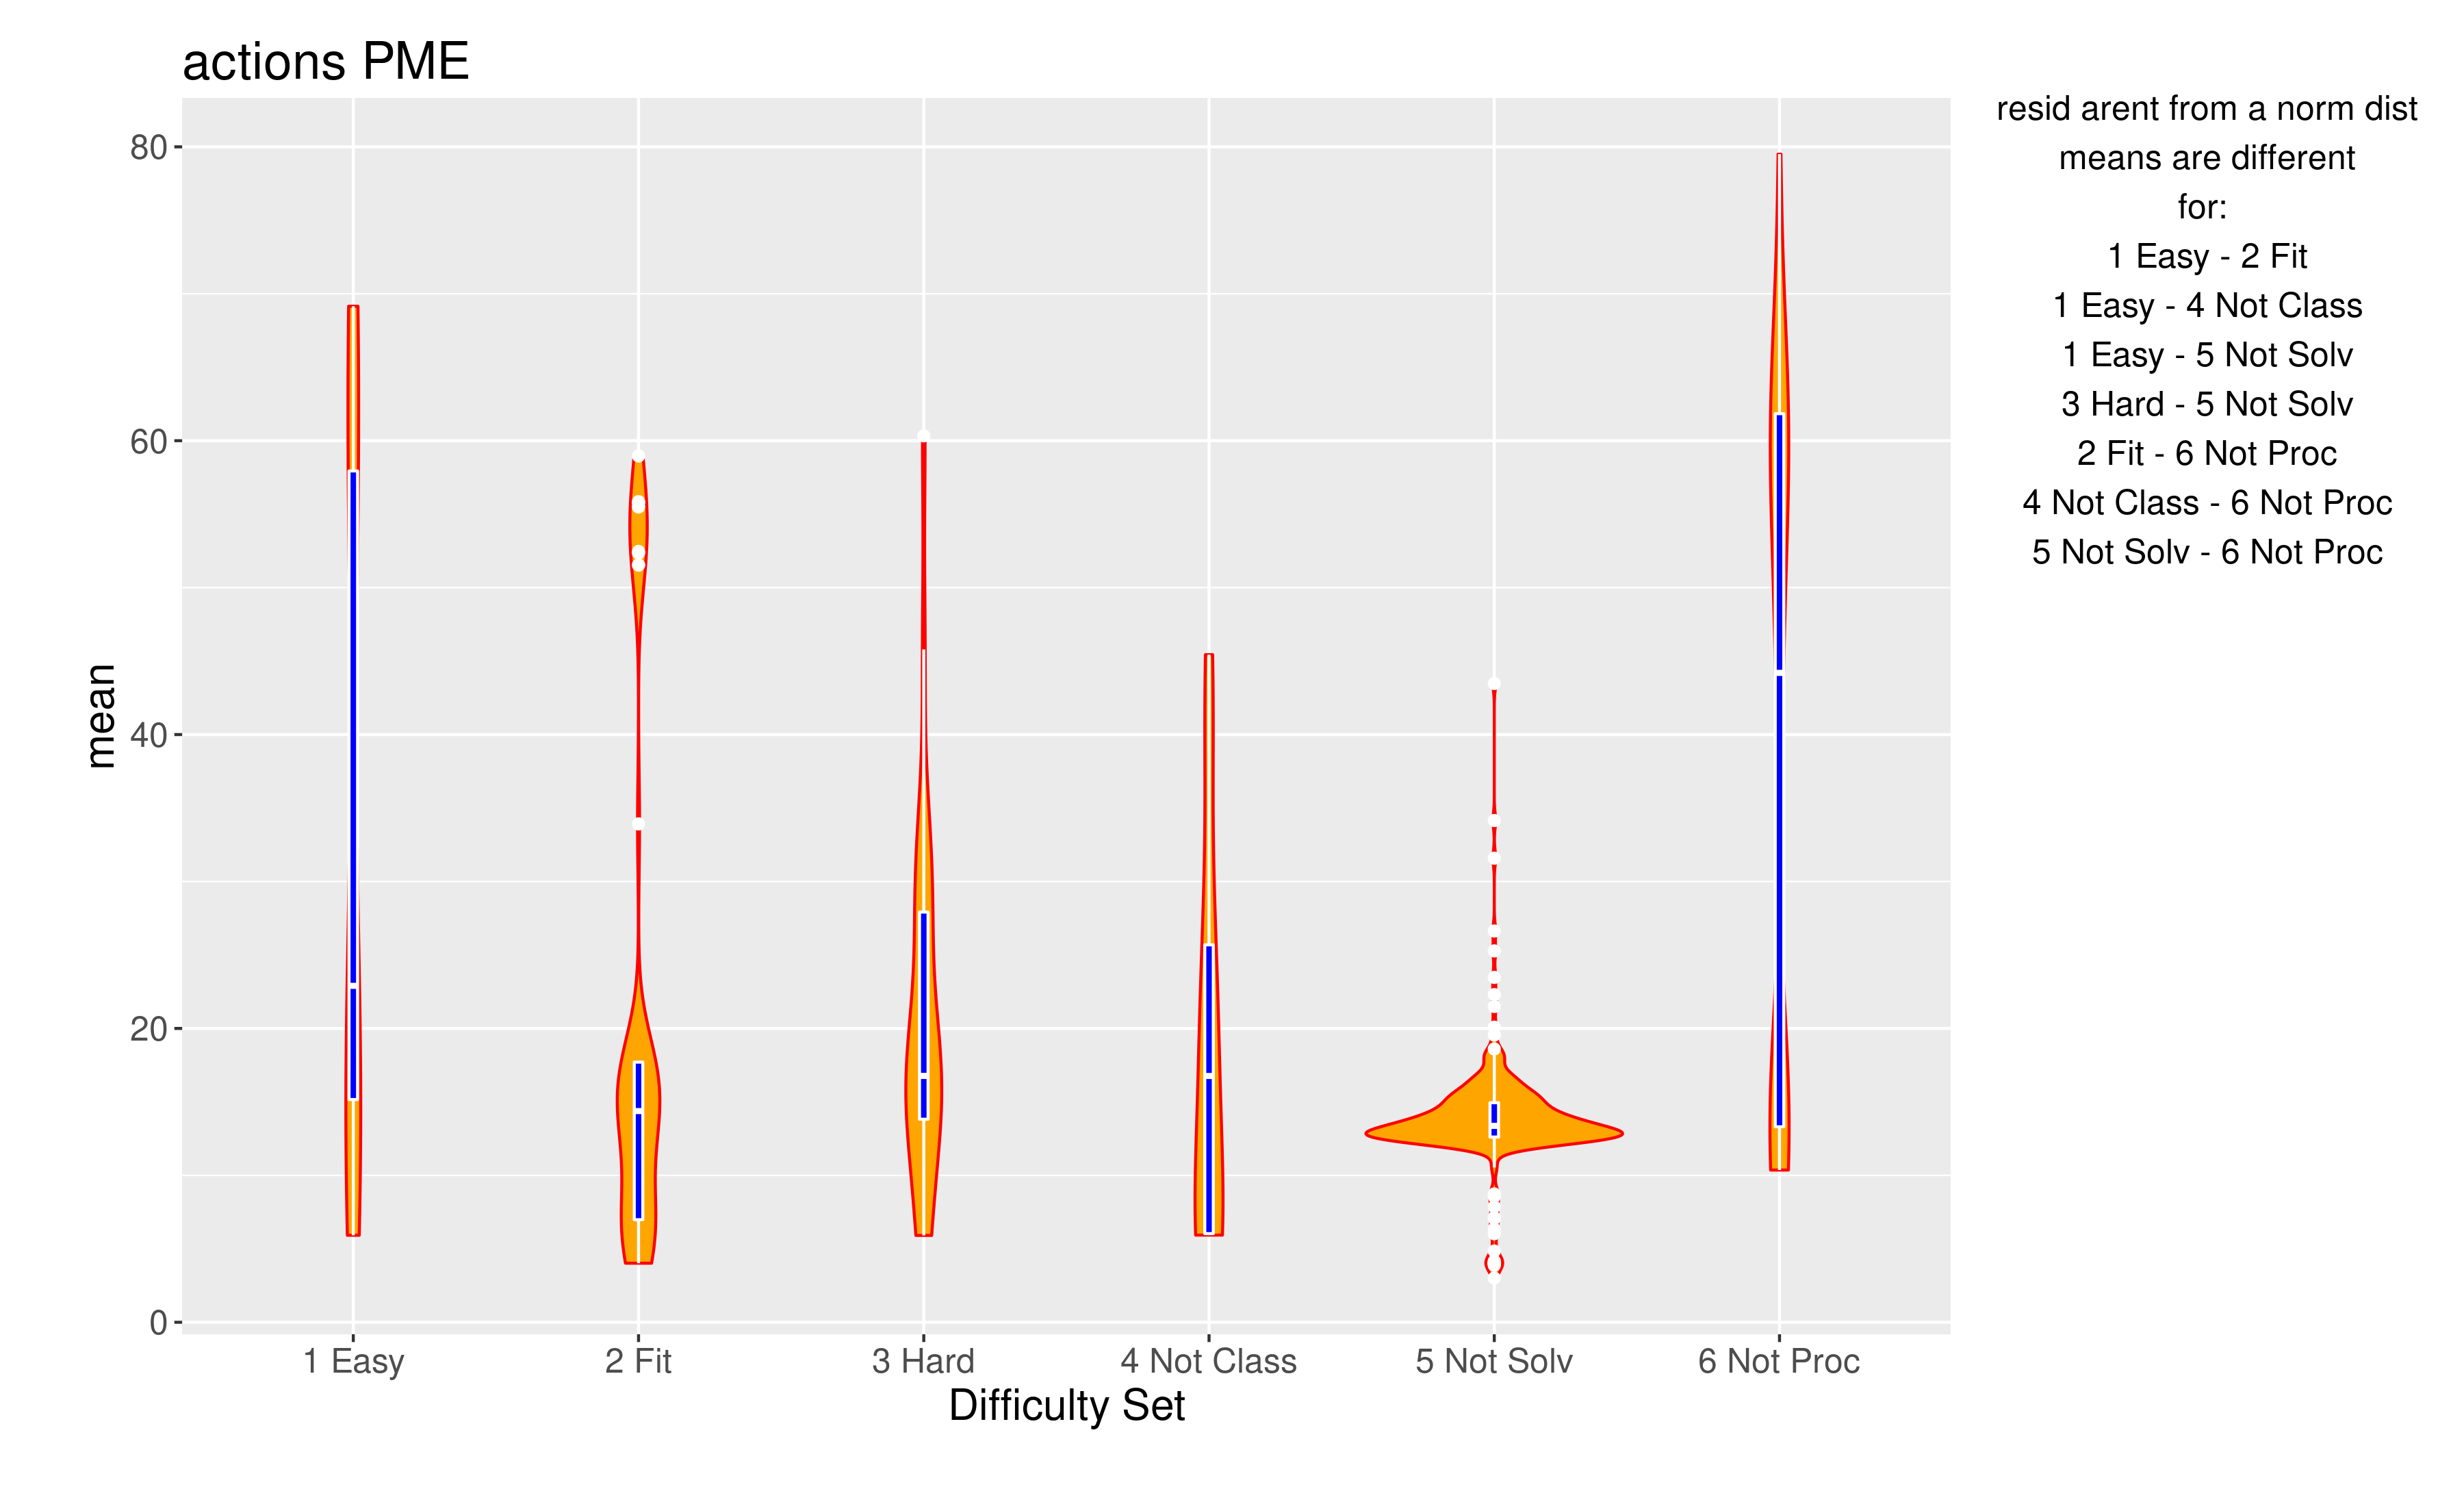 actions PME
resid arent from a norm dist
means are different
for:
1 Easy - 2 Fit
1 Easy - 4 Not Class
1 Easy - 5 Not Solv
3 Hard - 5 Not Solv
2 Fit - 6 Not Proc
4 Not Class - 6 Not Proc
5 Not Solv - 6 Not Proc
mean
80
60
40
20
0
1 Easy 2 Fit 3 Hard 4 Not Class 5 Not Solv 6 Not Proc
Difficulty Set